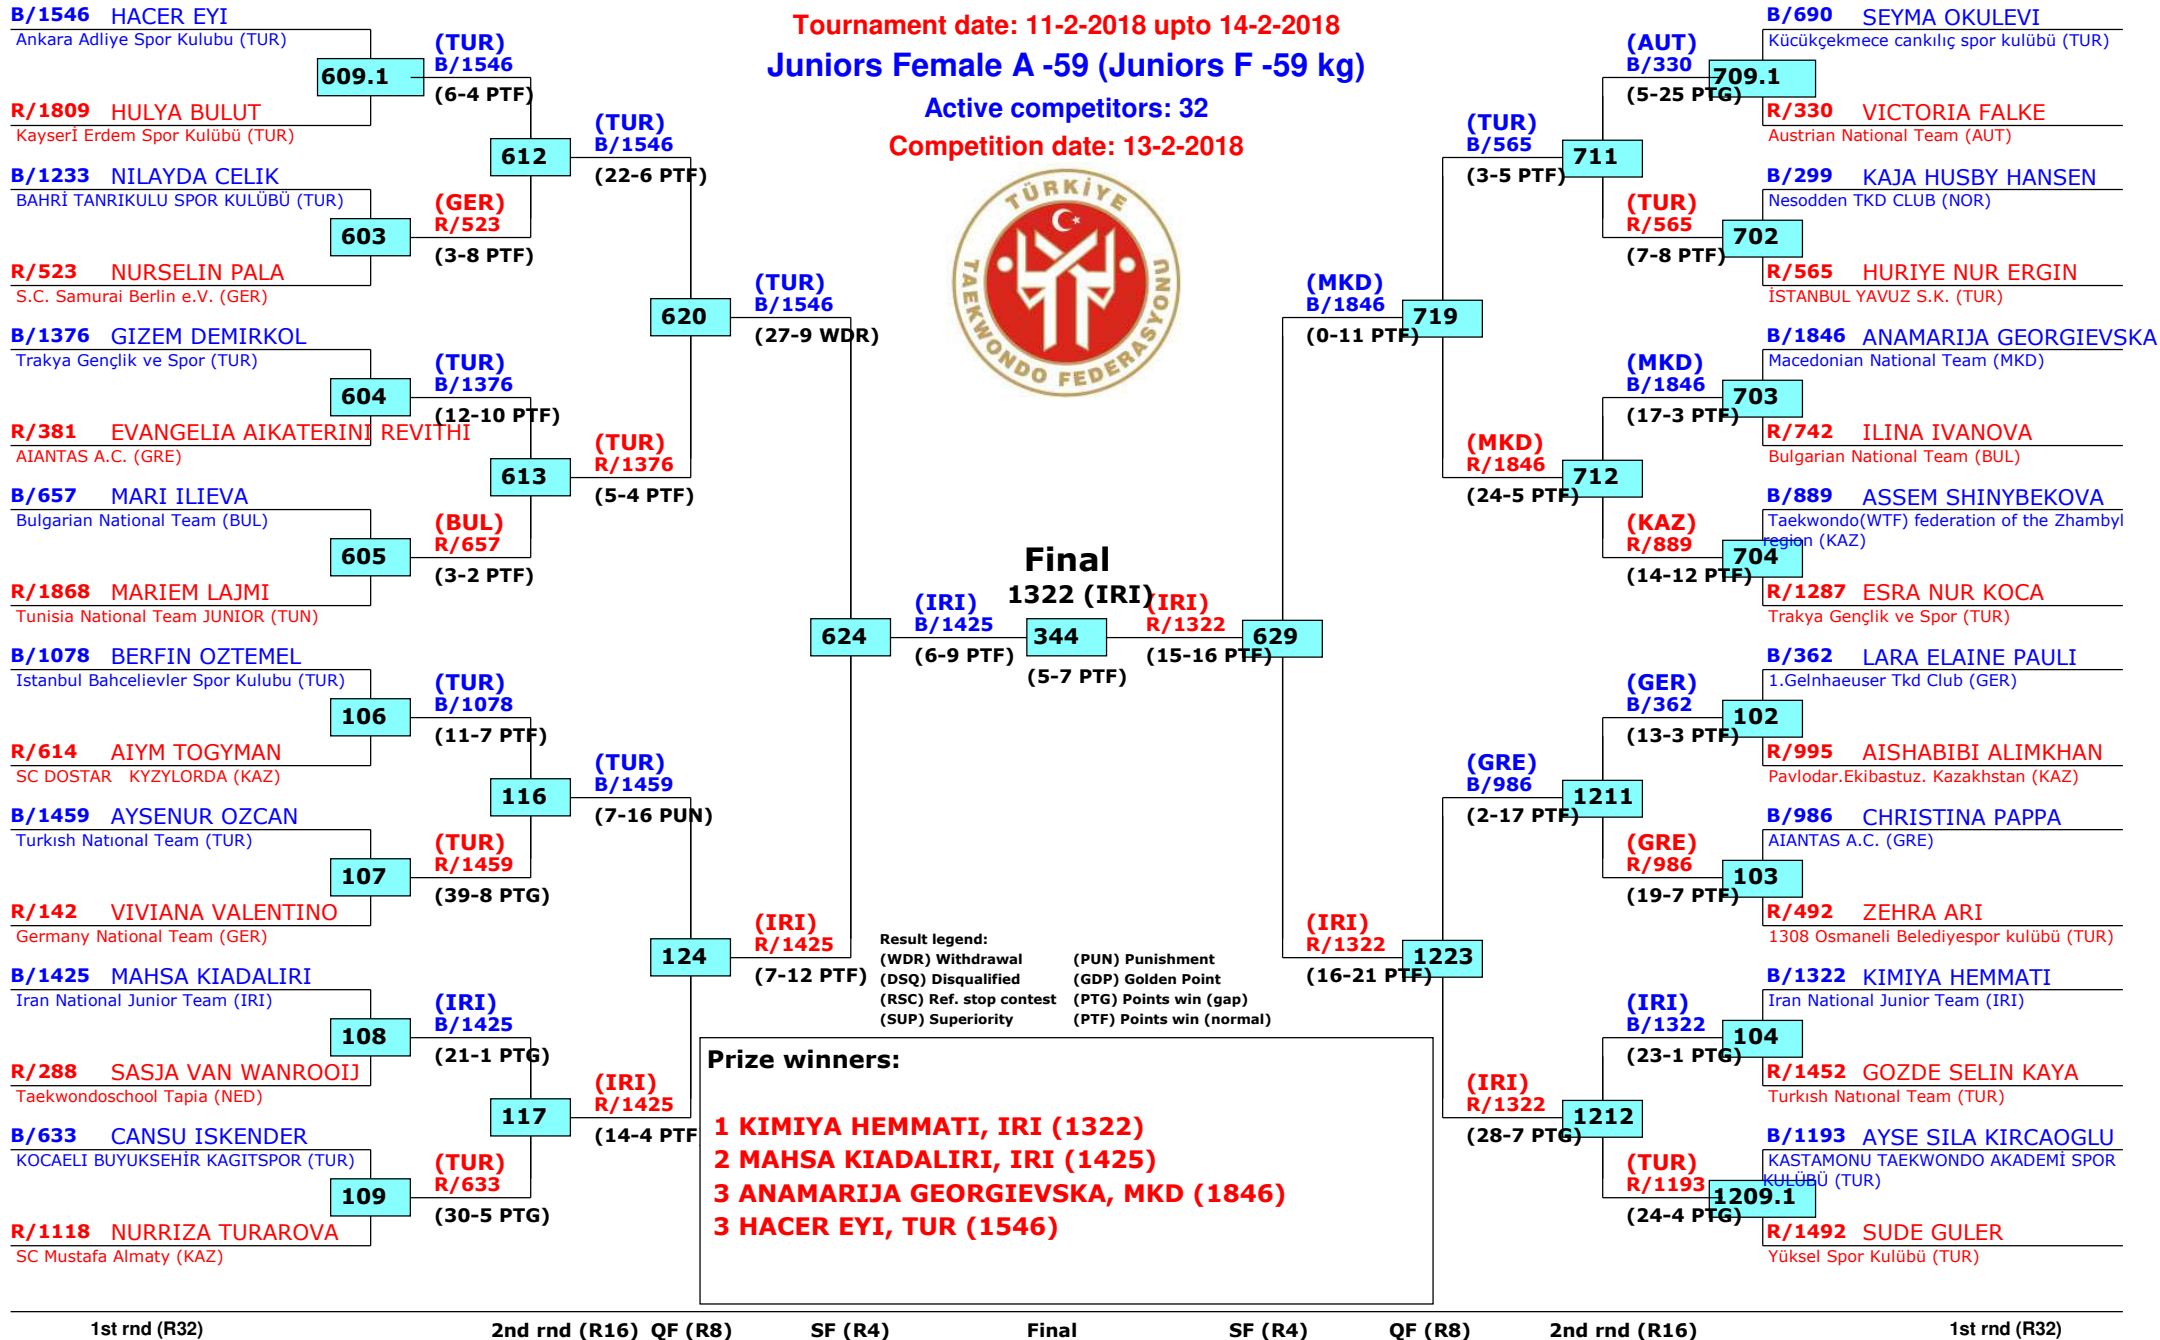 Tournament date: 11-2-2018 upto 14-2-2018
Juniors Female A -59 (Juniors F -59 kg)
Active competitors: 32
Competition date: 13-2-2018
TÜRKİYE
TAEKWONDO FEDERASYONU
B/1546 HACER EYI
Ankara Adliye Spor Kulubu (TUR)
609.1
R/1809 HULYA BULUT
Kayserİ Erdem Spor Kulübü (TUR)
B/1233 NILAYDA CELIK
BAHRİ TANRIKULU SPOR KULÜBÜ (TUR)
603
R/523 NURSELIN PALA
S.C. Samurai Berlin e.V. (GER)
B/1376 GIZEM DEMIRKOL
Trakya Gençlik ve Spor (TUR)
604
R/381 EVANGELIA AIKATERINI REVITHI
AIANTAS A.C. (GRE)
B/657 MARI ILIEVA
Bulgarian National Team (BUL)
605
R/1868 MARIEM LAJMI
Tunisia National Team JUNIOR (TUN)
B/1078 BERFIN OZTEMEL
Istanbul Bahcelievler Spor Kulubu (TUR)
106
R/614 AIYM TOGYMAN
SC DOSTAR KYZYLORDA (KAZ)
B/1459 AYSENUR OZCAN
Turkısh Natıonal Team (TUR)
107
R/142 VIVIANA VALENTINO
Germany National Team (GER)
B/1425 MAHSA KIADALIRI
Iran National Junior Team (IRI)
108
R/288 SASJA VAN WANROOIJ
Taekwondoschool Tapia (NED)
B/633 CANSU ISKENDER
KOCAELI BUYUKSEHİR KAGITSPOR (TUR)
109
R/1118 NURRIZA TURAROVA
SC Mustafa Almaty (KAZ)
(TUR)
B/1546
(6-4 PTF)
612
(GER)
R/523
(3-8 PTF)
(TUR)
B/1376
(12-10 PTF)
613
(BUL)
R/657
(3-2 PTF)
(TUR)
B/1078
(11-7 PTF)
116
(TUR)
R/1459
(39-8 PTG)
(IRI)
B/1425
(21-1 PTG)
117
(TUR)
R/633
(30-5 PTG)
(TUR)
B/1546
(22-6 PTF)
620
(TUR)
R/1376
(5-4 PTF)
(TUR)
B/1459
(7-16 PUN)
124
(IRI)
R/1425
(14-4 PTF
(TUR)
B/1546
(27-9 WDR)
624
(IRI)
R/1425
(7-12 PTF)
(IRI)
B/1425
(6-9 PTF)
Final
1322 (IRI)
344
(5-7 PTF)
(IRI)
R/1322
(15-16 PTF)
629
(MKD)
B/1846
(0-11 PTF)
719
(IRI)
R/1322
(16-21 PTF)
1223
(TUR)
B/565
(3-5 PTF)
711
(MKD)
R/1846
(24-5 PTF)
712
(GRE)
B/986
(2-17 PTF)
1211
(IRI)
R/1322
(28-7 PTG)
1212
(AUT)
B/330
(5-25 PTG)
(TUR)
R/565
(7-8 PTF)
(MKD)
B/1846
(17-3 PTF)
(KAZ)
R/889
(14-12 PTF)
(GER)
B/362
(13-3 PTF)
(GRE)
R/986
(19-7 PTF)
(IRI)
B/1322
(23-1 PTG)
(TUR)
R/1193
(24-4 PTG)
B/690 SEYMA OKULEVI
Kücükçekmece cankılıç spor kulübü (TUR)
709.1
R/330 VICTORIA FALKE
Austrian National Team (AUT)
B/299 KAJA HUSBY HANSEN
Nesodden TKD CLUB (NOR)
702
R/565 HURIYE NUR ERGIN
İSTANBUL YAVUZ S.K. (TUR)
B/1846 ANAMARIJA GEORGIEVSKA
Macedonian National Team (MKD)
703
R/742 ILINA IVANOVA
Bulgarian National Team (BUL)
B/889 ASSEM SHINYBEKOVA
Taekwondo(WTF) federation of the Zhambyl
region (KAZ)
704
R/1287 ESRA NUR KOCA
Trakya Gençlik ve Spor (TUR)
B/362 LARA ELAINE PAULI
1.Gelnhaeuser Tkd Club (GER)
102
R/995 AISHABIBI ALIMKHAN
Pavlodar.Ekibastuz. Kazakhstan (KAZ)
B/986 CHRISTINA PAPPA
AIANTAS A.C. (GRE)
103
R/492 ZEHRA ARI
1308 Osmaneli Belediyespor kulübü (TUR)
B/1322 KIMIYA HEMMATI
Iran National Junior Team (IRI)
104
R/1452 GOZDE SELIN KAYA
Turkısh Natıonal Team (TUR)
B/1193 AYSE SILA KIRCAOGLU
KASTAMONU TAEKWONDO AKADEMİ SPOR
KULÜBÜ (TUR)
1209.1
R/1492 SUDE GULER
Yüksel Spor Kulübü (TUR)
Result legend:
(WDR) Withdrawal (PUN) Punishment
(DSQ) Disqualified (GDP) Golden Point
(RSC) Ref. stop contest (PTG) Points win (gap)
(SUP) Superiority (PTF) Points win (normal)
Prize winners:
1 KIMIYA HEMMATI, IRI (1322)
2 MAHSA KIADALIRI, IRI (1425)
3 ANAMARIJA GEORGIEVSKA, MKD (1846)
3 HACER EYI, TUR (1546)
1st rnd (R32) 2nd rnd (R16) QF (R8) SF (R4) Final SF (R4) QF (R8) 2nd rnd (R16) 1st rnd (R32)